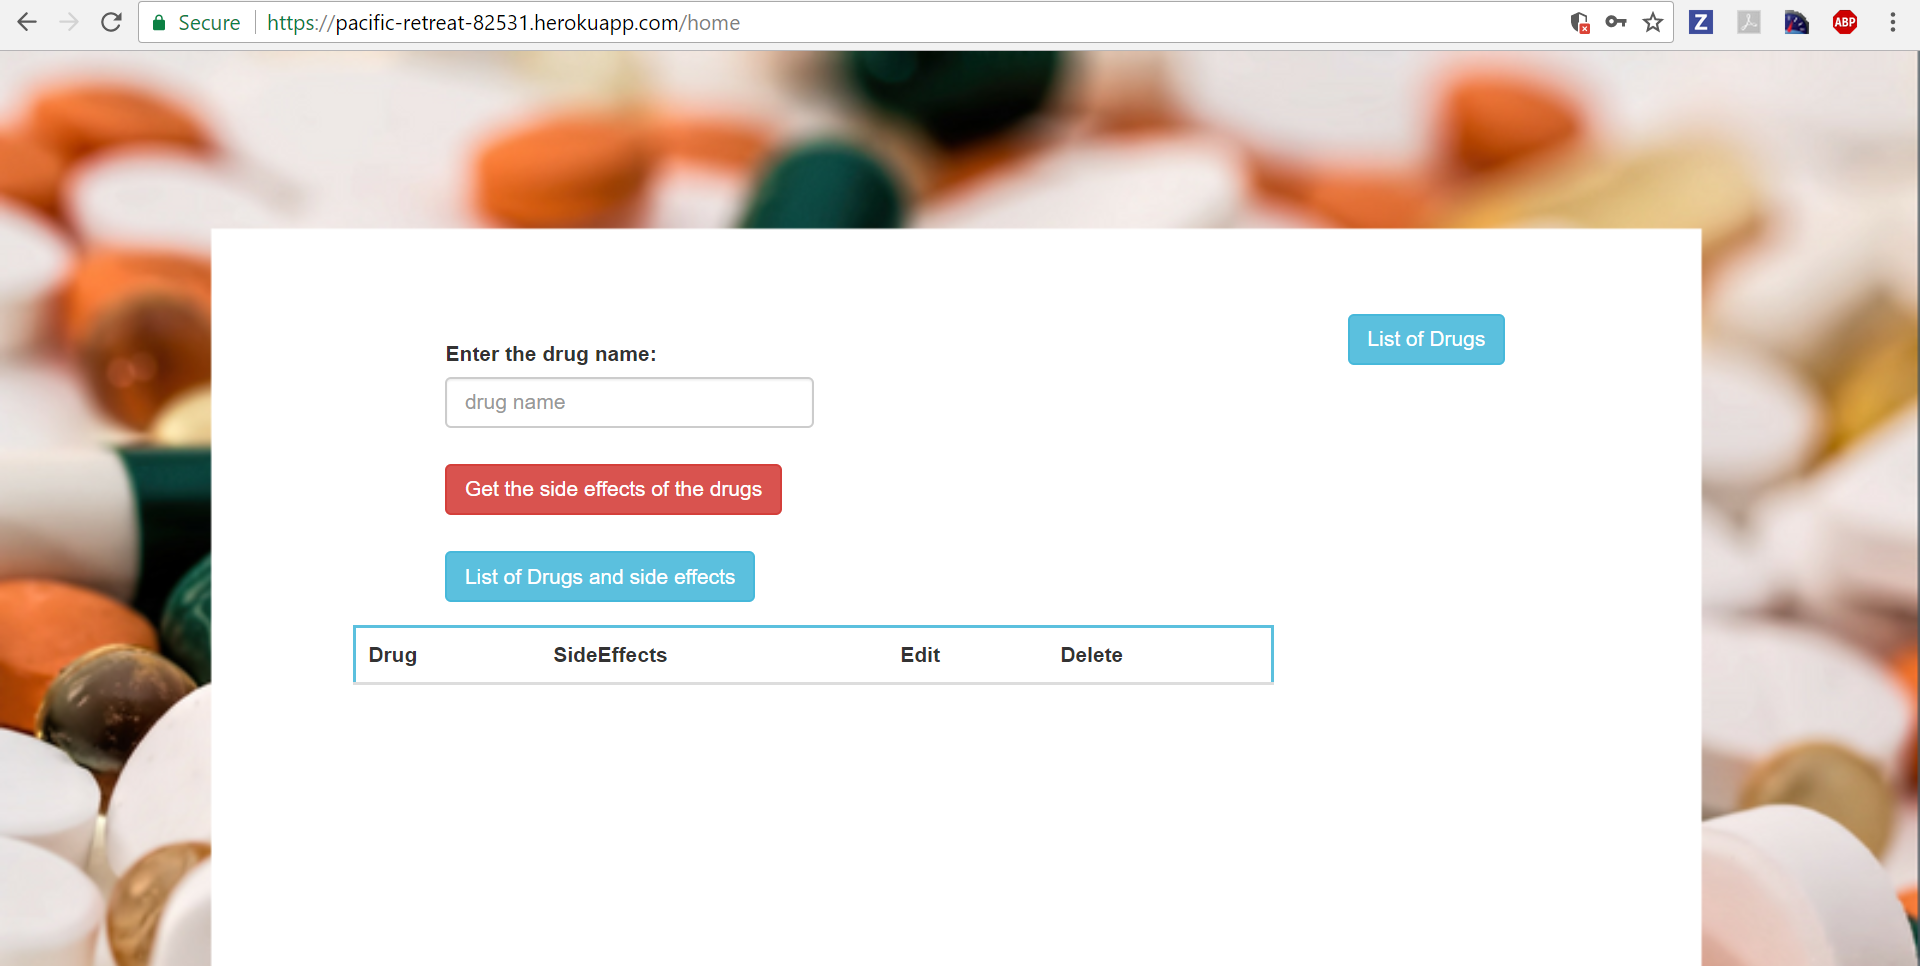 Secure https://pacific-retreat-82531.herokuapp.com/home
Z
ABP
List of Drugs
Enter the drug name:
drug name
Get the side effects of the drugs
List of Drugs and side effects
Drug SideEffects Edit Delete